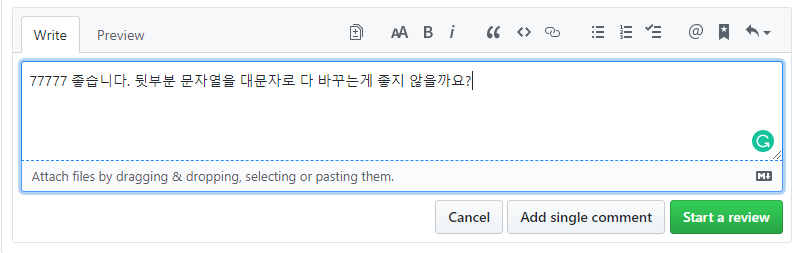 Write Preview AA B i @
77777 좋습니다. 뒷부분 문자열을 대문자로 다 바꾸는게 좋지 않을까요?
Attach files by dragging & dropping, selecting or pasting them.
Cancel Add single comment Start a review